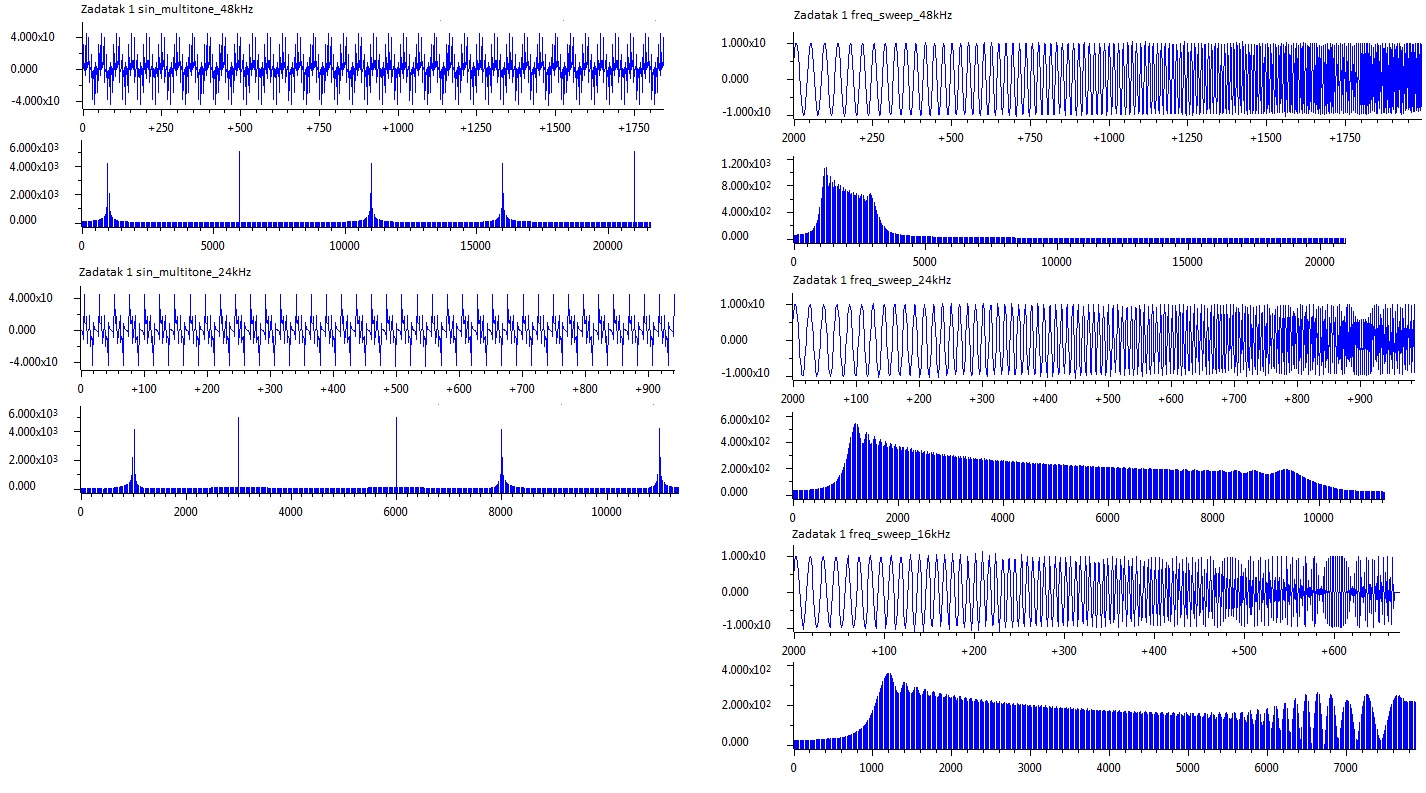 Zadatak 1 sin_multitone_48kHz
4.000x10
0.000
-4.000x10
0 +250 +500 +750 +1000 +1250 +1500 +1750
6.000x10³
4.000x10³
2.000x10³
0.000
0 5000 10000 15000 20000
Zadatak 1 sin_multitone_24kHz
4.000x10
0.000
-4.000x10
0 +100 +200 +300 +400 +500 +600 +700 +800 +900
6.000x10³
4.000x10³
2.000x10³
0.000
0 2000 4000 6000 8000 10000
Zadatak 1 freq_sweep_48kHz
1.000x10
0.000
-1.000x10
2000 +250 +500 +750 +1000 +1250 +1500 +1750
1.200x10³
8.000x10²
4.000x10²
0.000
0 5000 10000 15000 20000
Zadatak 1 freq_sweep_24kHz
1.000x10
0.000
-1.000x10
2000 +100 +200 +300 +400 +500 +600 +700 +800 +900
6.000x10²
4.000x10²
2.000x10²
0.000
0 2000 4000 6000 8000 10000
Zadatak 1 freq_sweep_16kHz
1.000x10
0.000
-1.000x10
2000 +100 +200 +300 +400 +500 +600
4.000x10²
2.000x10²
0.000
0 1000 2000 3000 4000 5000 6000 7000